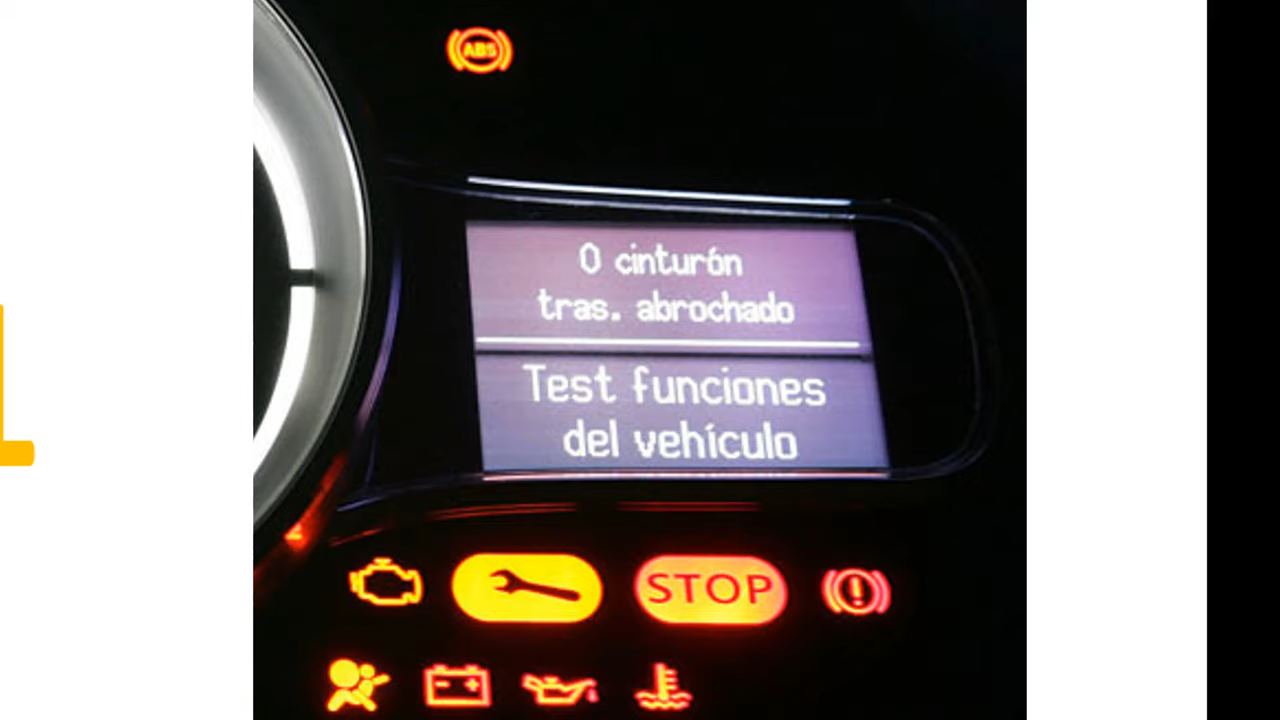 ABS
0 cinturón
tras. abrochado
Test funciones
del vehículo
STOP